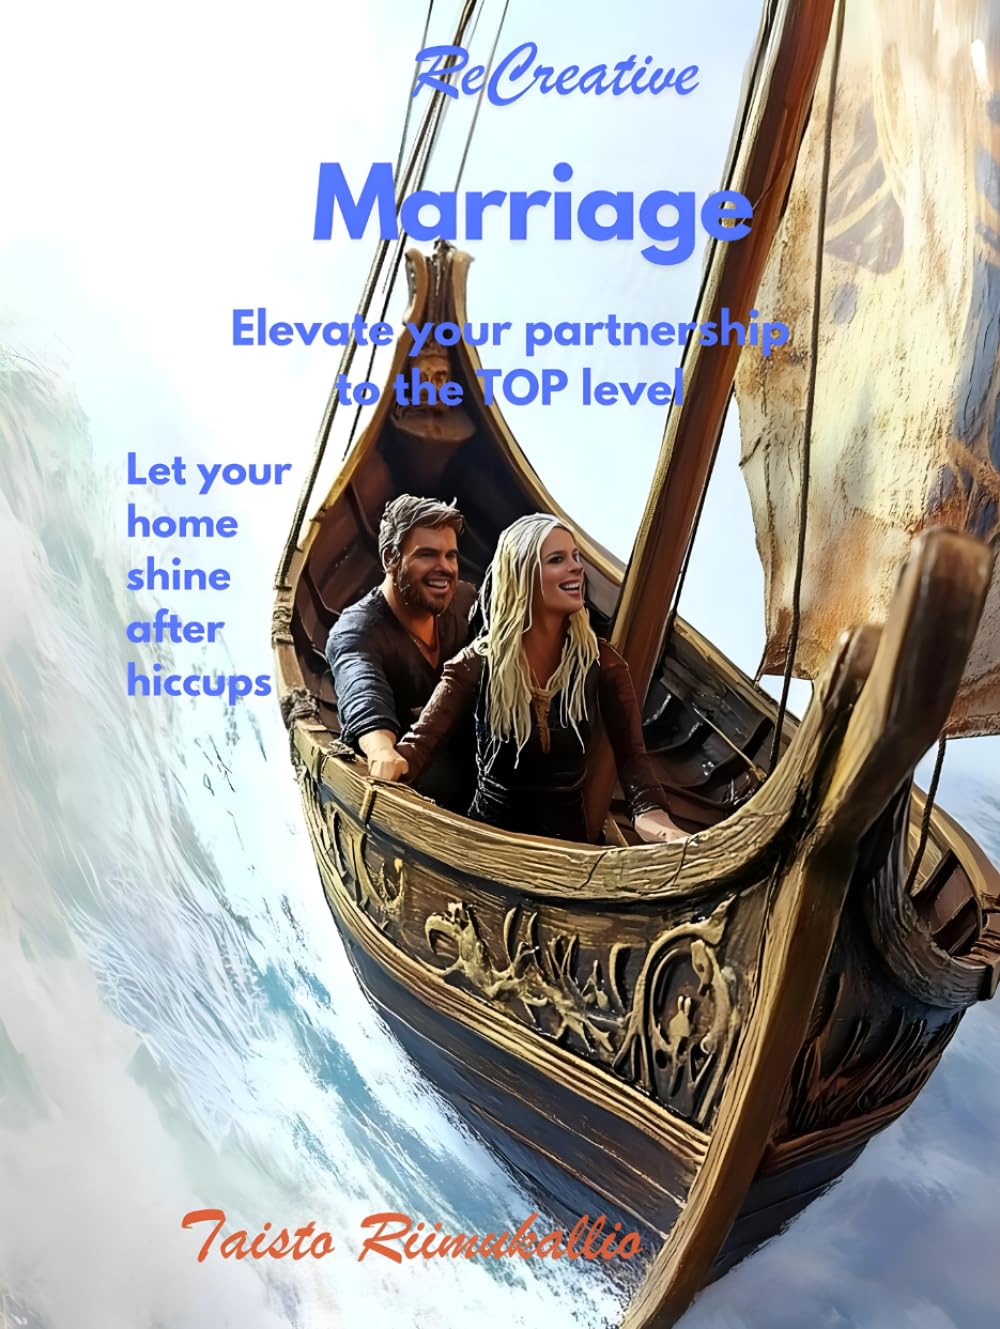 ReCreative
Marriage
Elevate your partnership
to the TOP level
Let your
home
shine
after
hiccups
Taisto Riimukallio